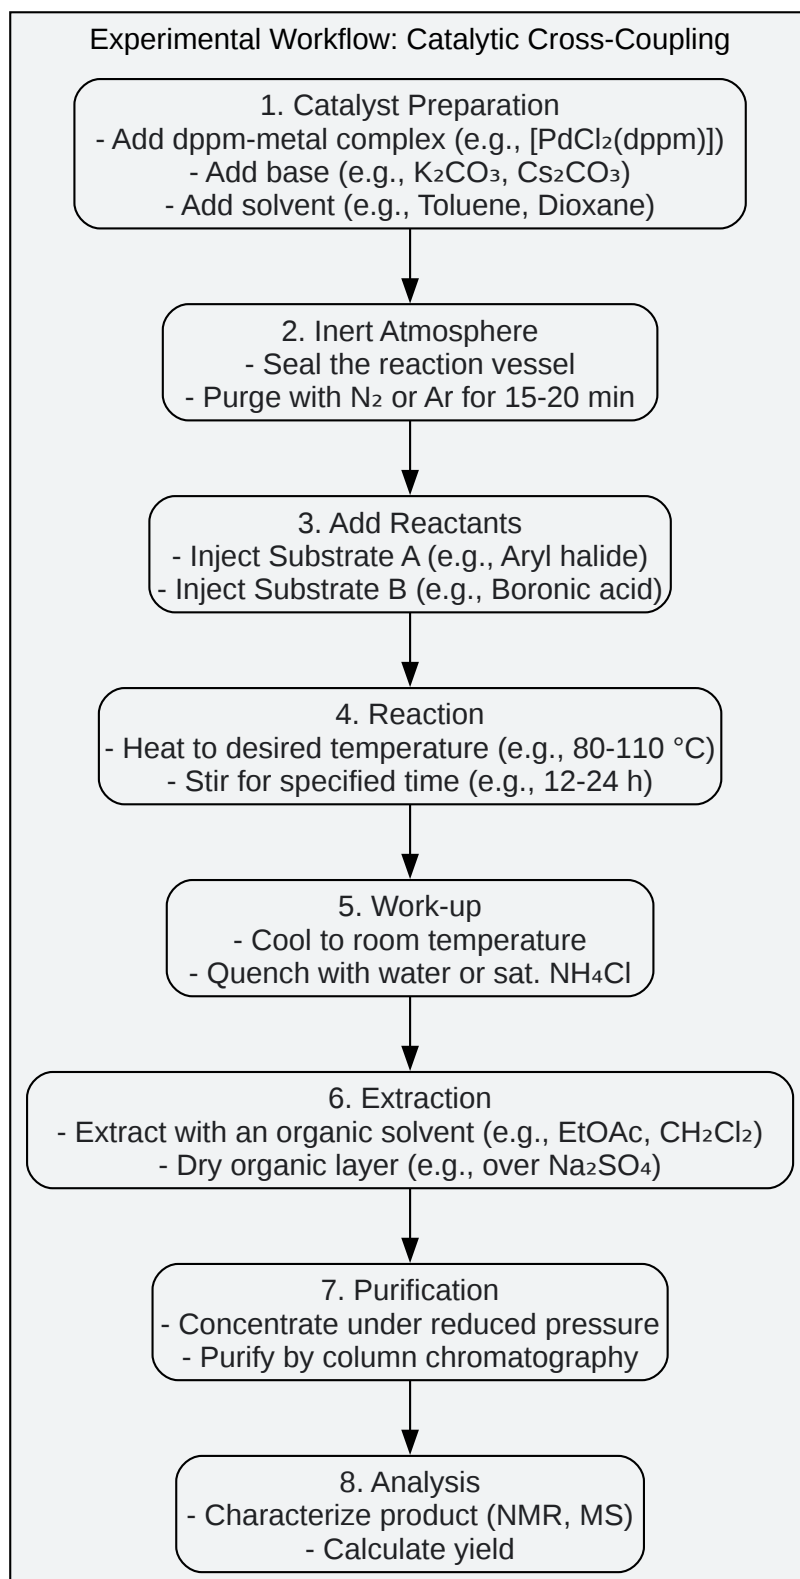 Experimental Workflow: Catalytic Cross-Coupling
1. Catalyst Preparation
- Add dppm-metal complex (e.g., [PdCl₂(dppm)])
- Add base (e.g., K₂CO₃, Cs₂CO₃)
- Add solvent (e.g., Toluene, Dioxane)
2. Inert Atmosphere
- Seal the reaction vessel
- Purge with N₂ or Ar for 15-20 min
3. Add Reactants
- Inject Substrate A (e.g., Aryl halide)
- Inject Substrate B (e.g., Boronic acid)
4. Reaction
- Heat to desired temperature (e.g., 80-110 °C)
- Stir for specified time (e.g., 12-24 h)
5. Work-up
- Cool to room temperature
- Quench with water or sat. NH₄Cl
6. Extraction
- Extract with an organic solvent (e.g., EtOAc, CH₂Cl₂)
- Dry organic layer (e.g., over Na₂SO₄)
7. Purification
- Concentrate under reduced pressure
- Purify by column chromatography
8. Analysis
- Characterize product (NMR, MS)
- Calculate yield